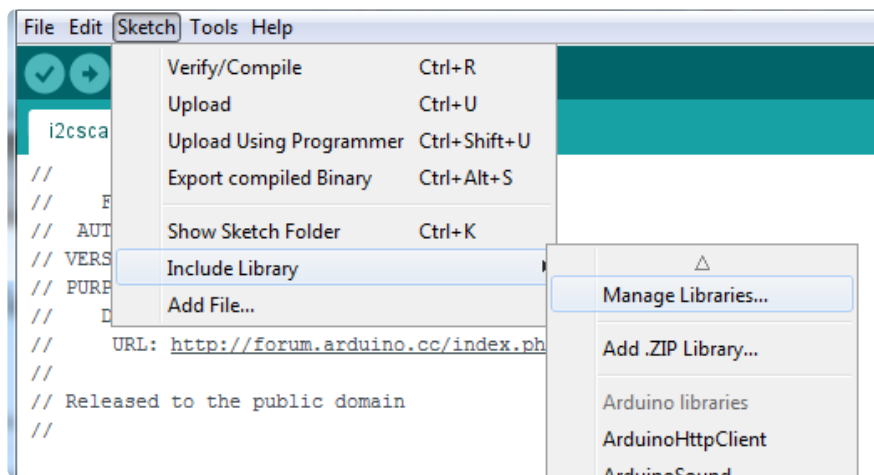 File Edit Sketch Tools Help
Verify/Compile Ctrl+R
Upload Ctrl+U
Upload Using Programmer Ctrl+Shift+U
Export compiled Binary Ctrl+Alt+S
Show Sketch Folder Ctrl+K
Include Library
Add File...
Manage Libraries...
Add .ZIP Library...
Arduino libraries
ArduinoHttpClient
ArduinoSound
i2csca
//
// F
// AUT
// VERS
// PURP
// D
// URL: http://forum.arduino.cc/index.ph
//
// Released to the public domain
//